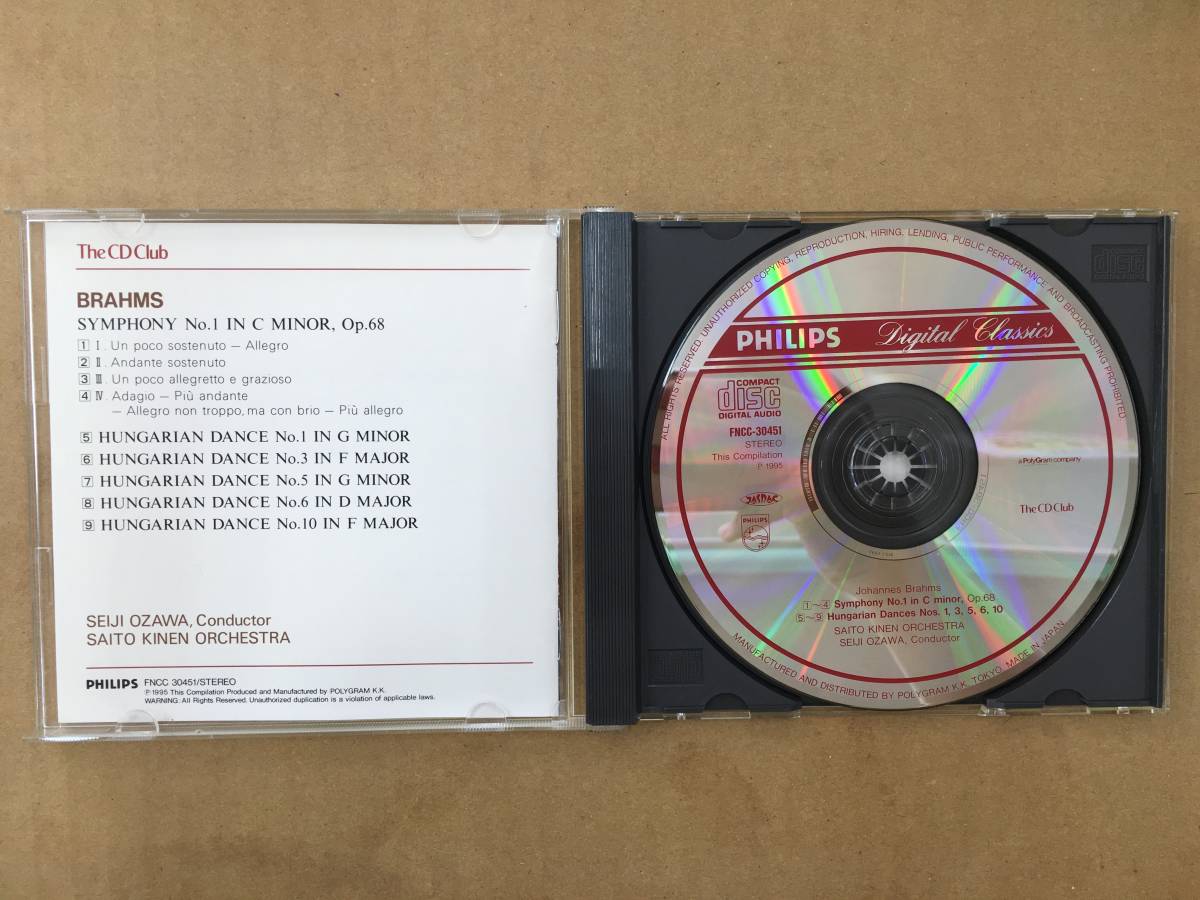 The CD Club
BRAHMS
SYMPHONY No.1 IN C MINOR, Op.68
1 I. Un poco sostenuto – Allegro
2 II. Andante sostenuto
3 III. Un poco allegretto e grazioso
4 IV. Adagio – Più andante
– Allegro non troppo, ma con brio – Più allegro
5 HUNGARIAN DANCE No.1 IN G MINOR
6 HUNGARIAN DANCE No.3 IN F MAJOR
7 HUNGARIAN DANCE No.5 IN G MINOR
8 HUNGARIAN DANCE No.6 IN D MAJOR
9 HUNGARIAN DANCE No.10 IN F MAJOR
SEIJI OZAWA, Conductor
SAITO KINEN ORCHESTRA
PHILIPS FNCC 30451/STEREO
℗ 1995 This Compilation Produced and Manufactured by POLYGRAM K.K.
WARNING: All Rights Reserved. Unauthorized duplication is a violation of applicable laws.
ALL RIGHTS RESERVED. UNAUTHORIZED COPYING, REPRODUCTION, HIRING, LENDING, PUBLIC PERFORMANCE AND BROADCASTING PROHIBITED.
PHILIPS Digital Classics
COMPACT
disc
DIGITAL AUDIO
FNCC-30451
STEREO
This Compilation
℗ 1995
JASRAC
PHILIPS
a PolyGram company
The CD Club
Johannes Brahms
1~4 Symphony No.1 in C minor, Op.68
5~9 Hungarian Dances Nos. 1, 3, 5, 6, 10
SAITO KINEN ORCHESTRA
SEIJI OZAWA, Conductor
MANUFACTURED AND DISTRIBUTED BY POLYGRAM K.K. TOKYO. MADE IN JAPAN.
disc